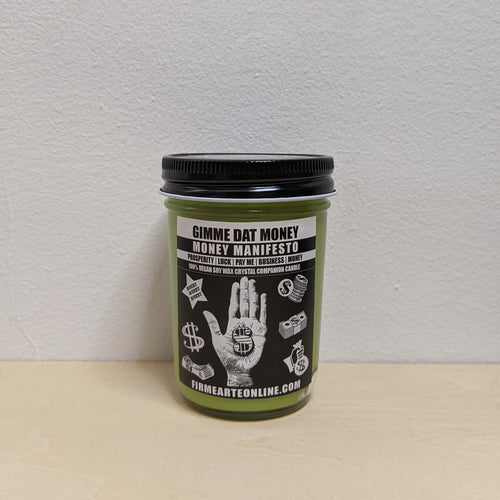 GIMME DAT MONEY
MONEY MANIFESTO
PROSPERITY | LUCK | PAY ME | BUSINESS | MONEY
100% VEGAN SOY WAX CRYSTAL COMPANION CANDLE
FIRMEARTEONLINE.COM